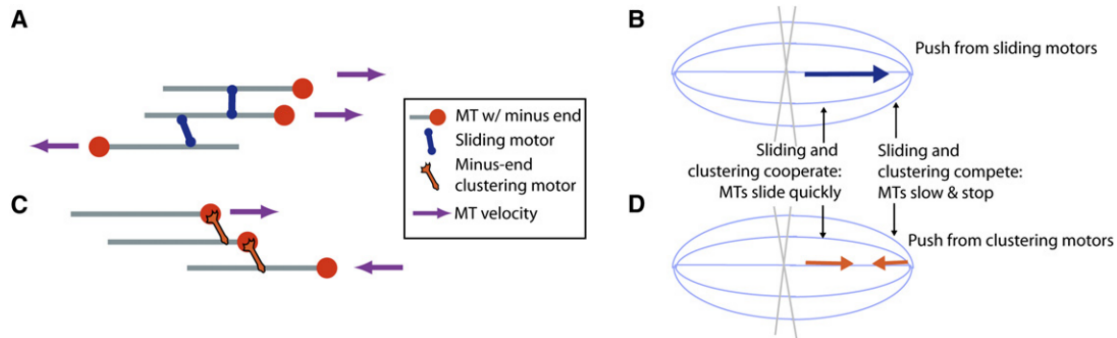 A
MT w/ minus end
Sliding motor
Minus-end
clustering motor
MT velocity
C
B
Push from sliding motors
Sliding and
clustering cooperate:
MTs slide quickly
Sliding and
clustering compete:
MTs slow & stop
D
Push from clustering motors